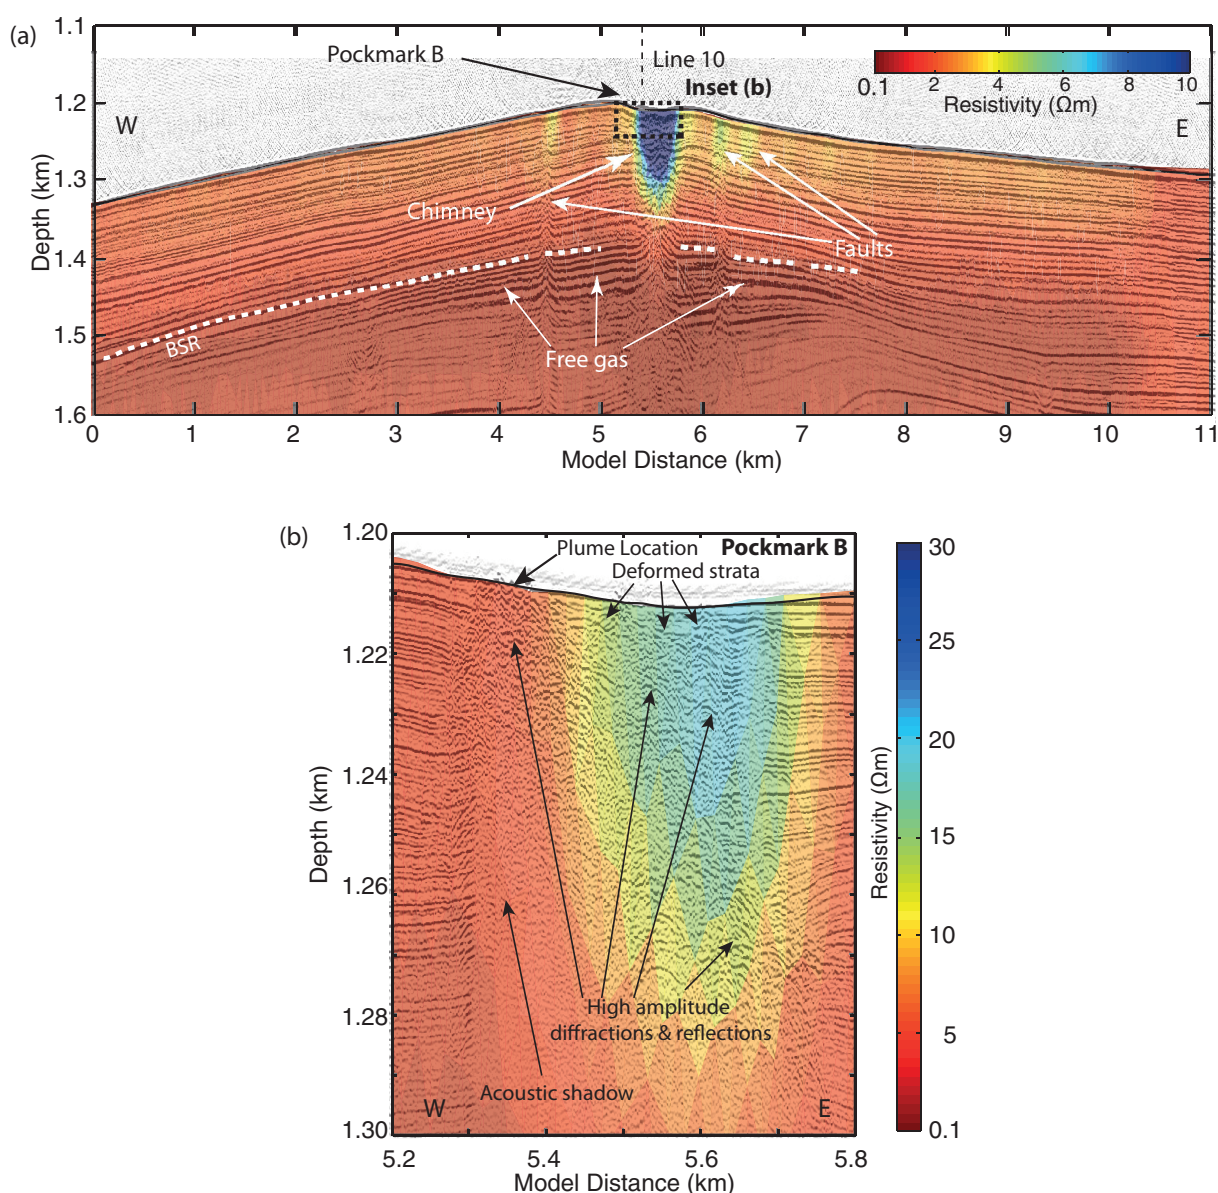 (a)
1.1
1.2
1.3
1.4
1.5
1.6
Depth (km)
Pockmark B
Line 10
Inset (b)
0.1 2 4 6 8 10
Resistivity (Ωm)
W
E
Chimney
Faults
BSR
Free gas
0 1 2 3 4 5 6 7 8 9 10 11
Model Distance (km)
(b)
1.20
1.22
1.24
1.26
1.28
1.30
Depth (km)
Plume Location
Pockmark B
Deformed strata
High amplitude
diffractions & reflections
Acoustic shadow
W
E
5.2 5.4 5.6 5.8
Model Distance (km)
30
25
20
15
10
5
0.1
Resistivity (Ωm)